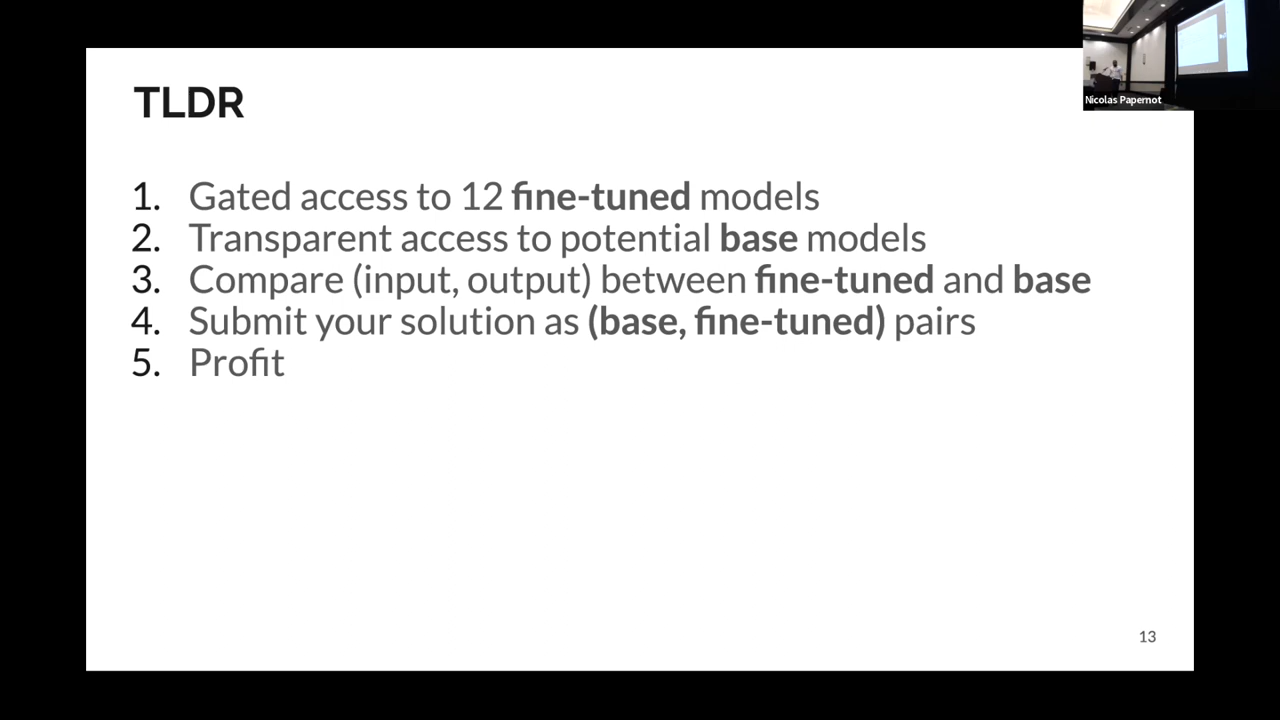 TLDR
1. Gated access to 12 fine-tuned models
2. Transparent access to potential base models
3. Compare (input, output) between fine-tuned and base
4. Submit your solution as (base, fine-tuned) pairs
5. Profit
13
Nicolas Papernot